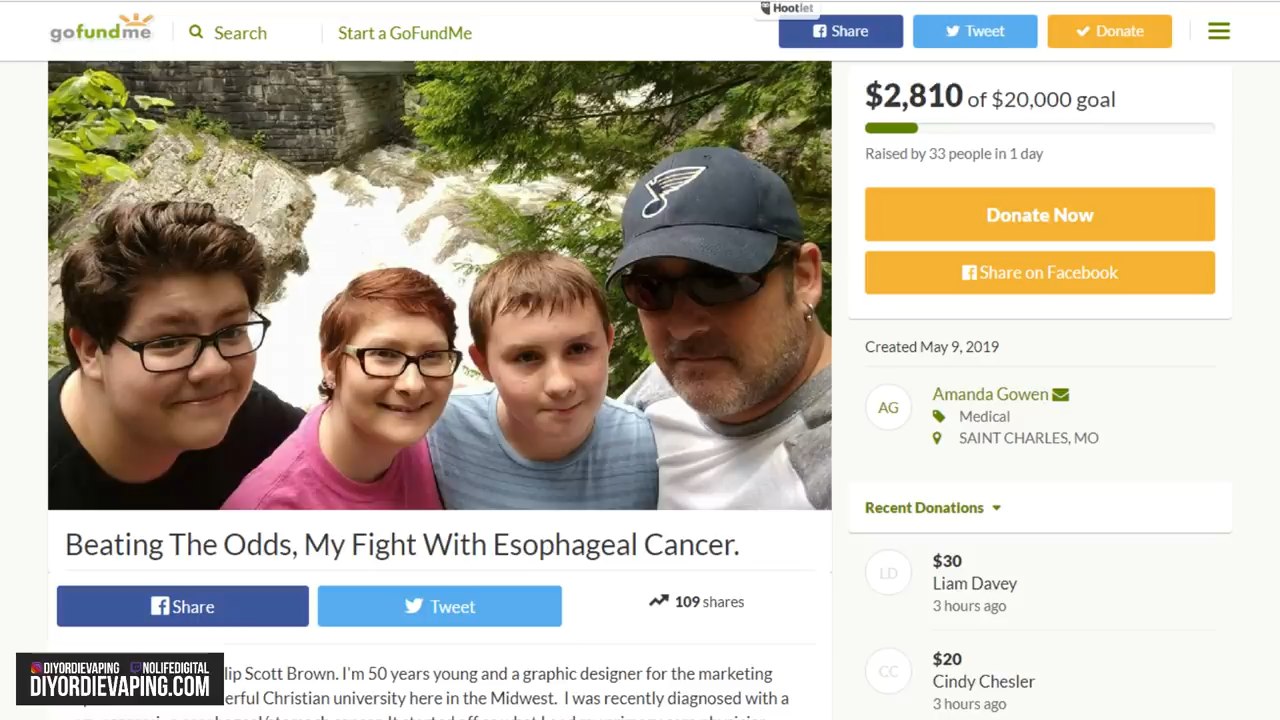 Hootlet
gofundme
Search
Start a GoFundMe
Share
Tweet
Donate
$2,810 of $20,000 goal
Raised by 33 people in 1 day
Donate Now
Share on Facebook
Created May 9, 2019
AG
Amanda Gowen
Medical
SAINT CHARLES, MO
Recent Donations
LD
$30
Liam Davey
3 hours ago
CC
$20
Cindy Chesler
3 hours ago
Beating The Odds, My Fight With Esophageal Cancer.
Share
Tweet
109 shares
lip Scott Brown. I'm 50 years young and a graphic designer for the marketing
erful Christian university here in the Midwest. I was recently diagnosed with a
DIYORDIEVAPING NOLIFEDIGITAL
DIYORDIEVAPING.COM